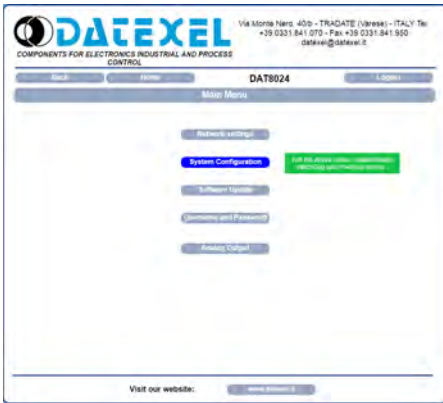 DATEXEL
COMPONENTS FOR ELECTRONICS INDUSTRIAL AND PROCESS
CONTROL
Via Monte Nero, 40/b - TRADATE (Varese) - ITALY Tel
+39 0331.841.070 - Fax +39 0331.841.950
datexel@datexel.it
Back
Home
DAT8024
Logout
Main Menu
Network settings
System Configuration
Software Update
Username and Password
Analog Output
Visit our website:
www.datexel.it